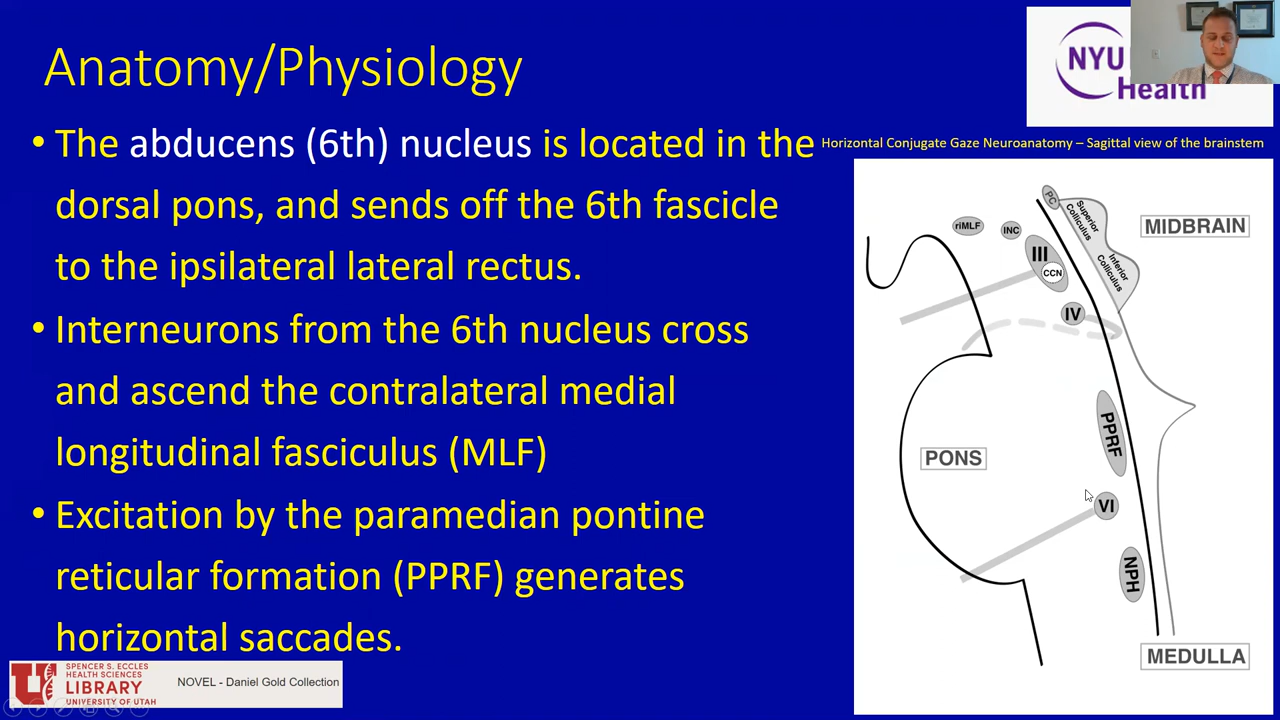 Anatomy/Physiology
• The abducens (6th) nucleus is located in the
dorsal pons, and sends off the 6th fascicle
to the ipsilateral lateral rectus.
• Interneurons from the 6th nucleus cross
and ascend the contralateral medial
longitudinal fasciculus (MLF)
• Excitation by the paramedian pontine
reticular formation (PPRF) generates
horizontal saccades.
NYU
Health
Horizontal Conjugate Gaze Neuroanatomy – Sagittal view of the brainstem
PC
Superior
Colliculus
MIDBRAIN
riMLF
INC
III
CCN
Inferior
Colliculus
IV
PPRF
PONS
VI
NPH
MEDULLA
U
SPENCER S. ECCLES
HEALTH SCIENCES
LIBRARY
UNIVERSITY OF UTAH
NOVEL - Daniel Gold Collection